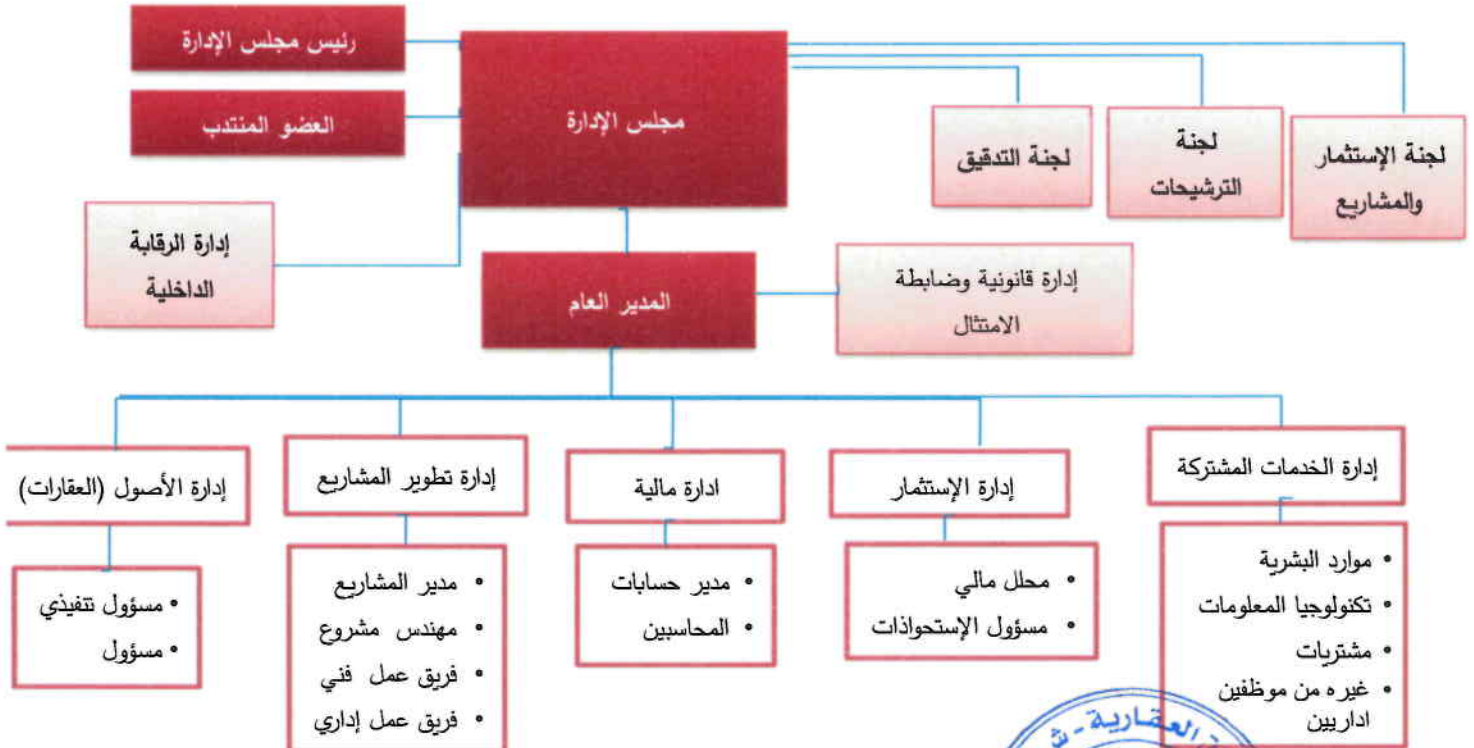 رئيس مجلس الإدارة
مجلس الإدارة
العضو المنتدب
لجنة الإستثمار
والمشاريع
لجنة
الترشيحات
لجنة التدقيق
إدارة الرقابة
الداخلية
المدير العام
إدارة قانونية وضابطة
الامتثال
إدارة الخدمات المشتركة
إدارة الإستثمار
ادارة مالية
إدارة تطوير المشاريع
إدارة الأصول (العقارات)
• موارد البشرية
• تكنولوجيا المعلومات
• مشتريات
• غيره من موظفين
اداريين
• محلل مالي
• مسؤول الإستحواذات
• مدير حسابات
• المحاسبين
• مدير المشاريع
• مهندس مشروع
• فريق عمل فني
• فريق عمل إداري
• مسؤول تنفيذي
• مسؤول
العقارية -